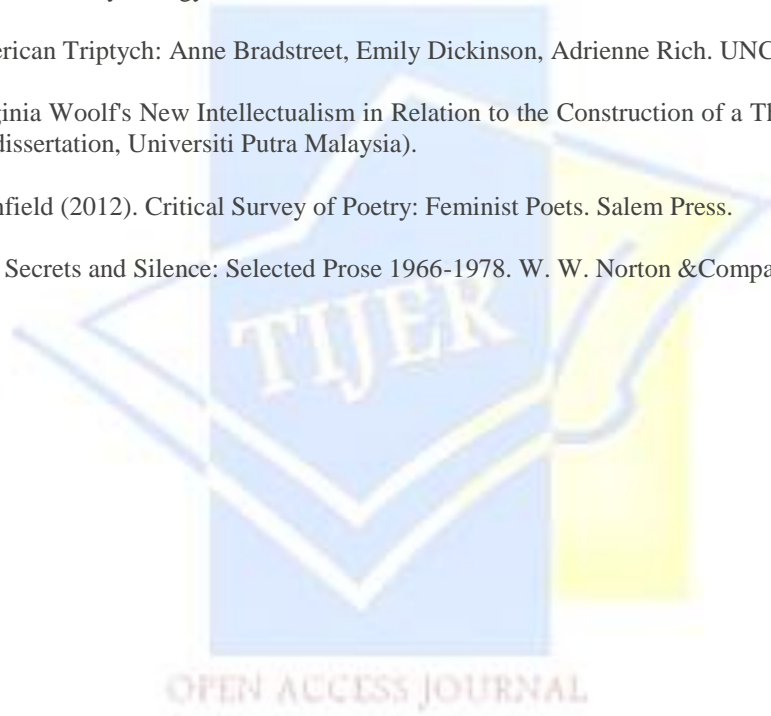 erican Triptych: Anne Bradstreet, Emily Dickinson, Adrienne Rich. UNC
ginia Woolf's New Intellectualism in Relation to the Construction of a Th
dissertation, Universiti Putra Malaysia).
nfield (2012). Critical Survey of Poetry: Feminist Poets. Salem Press.
Secrets and Silence: Selected Prose 1966-1978. W. W. Norton &Compa
TIJER
OPEN ACCESS JOURNAL